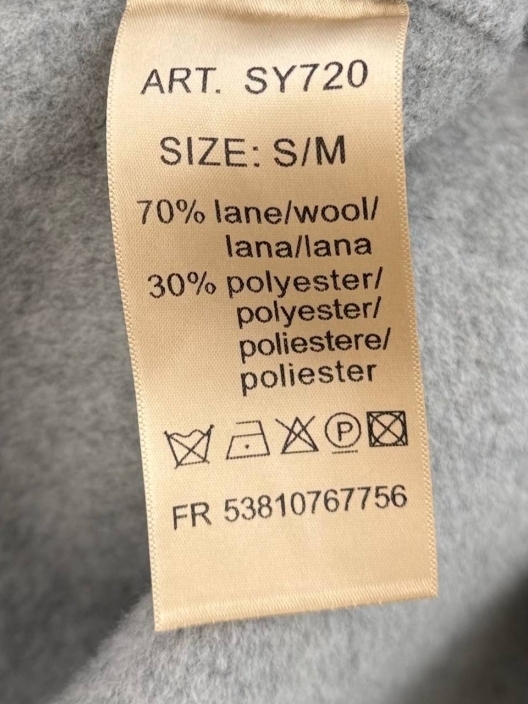 ART. SY720
SIZE: S/M
70% lane/wool/
lana/lana
30% polyester/
polyester/
poliestere/
poliester
P
FR 53810767756